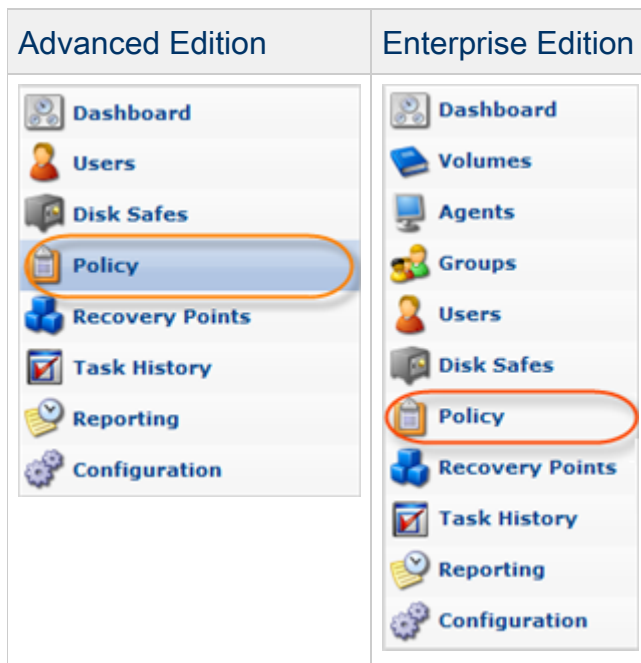 Advanced Edition
Enterprise Edition
Dashboard
Users
Disk Safes
Policy
Recovery Points
Task History
Reporting
Configuration
Dashboard
Volumes
Agents
Groups
Users
Disk Safes
Policy
Recovery Points
Task History
Reporting
Configuration